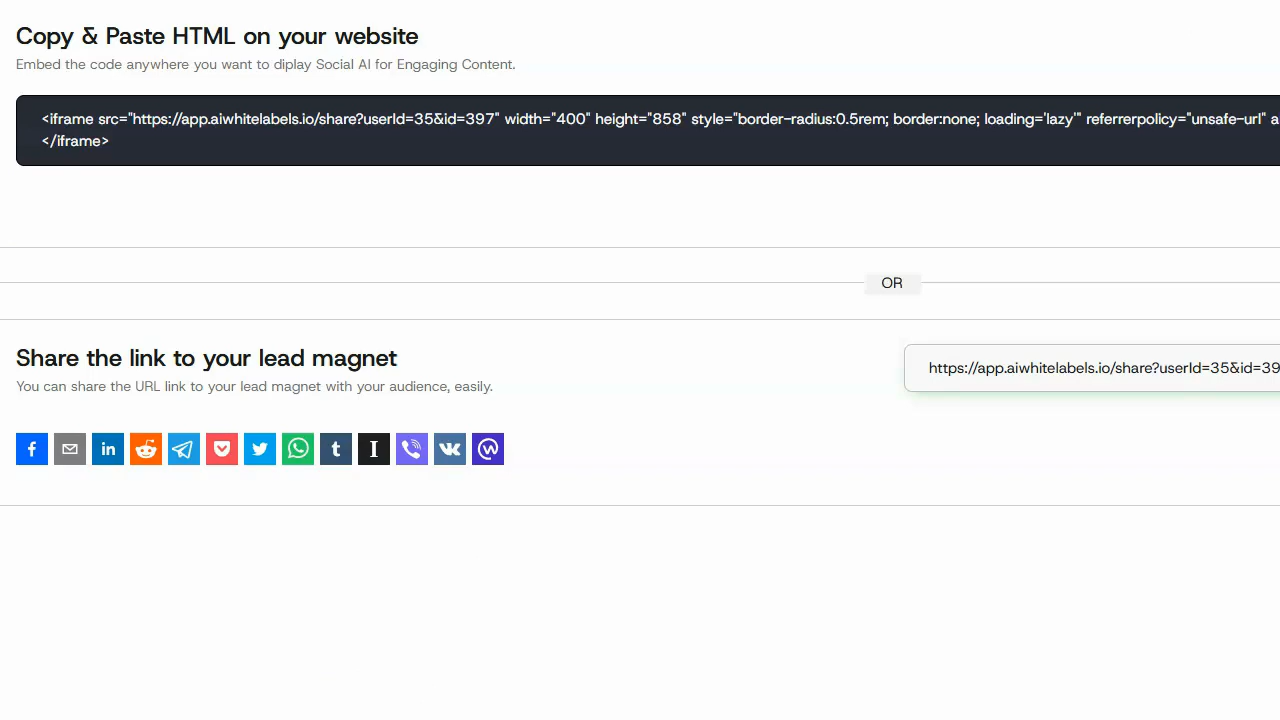 Copy & Paste HTML on your website
Embed the code anywhere you want to diplay Social AI for Engaging Content.
<iframe src="https://app.aiwhitelabels.io/share?userId=35&id=397" width="400" height="858" style="border-radius:0.5rem; border:none; loading='lazy'" referrerpolicy="unsafe-url" a
</iframe>
OR
Share the link to your lead magnet
You can share the URL link to your lead magnet with your audience, easily.
https://app.aiwhitelabels.io/share?userId=35&id=39